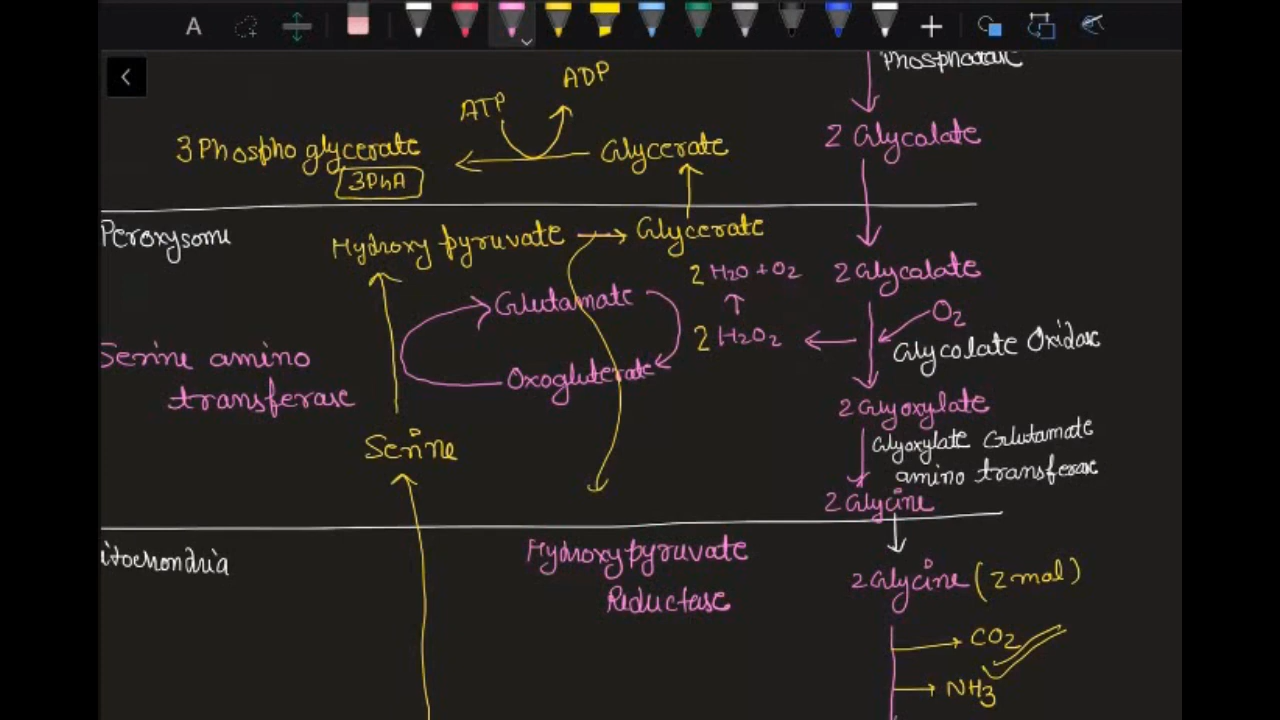 A
Phosphatase
ADP
ATP
2 Glycolate
3 Phospho glycerate
Glycerate
3PhA
Peroxysome
Hydroxy pyruvate
Glycerate
2 H2O + O2
2 Glycolate
Glutamate
O2
2 H2O2
Glycolate Oxidase
Serine amino
transferase
Oxogluterate
2 Glyoxylate
Glyoxylate Glutamate
amino transferase
Serine
2 Glycine
itochondria
Hydroxypyruvate
Reductase
2 Glycine (2 mol)
CO2
NH3